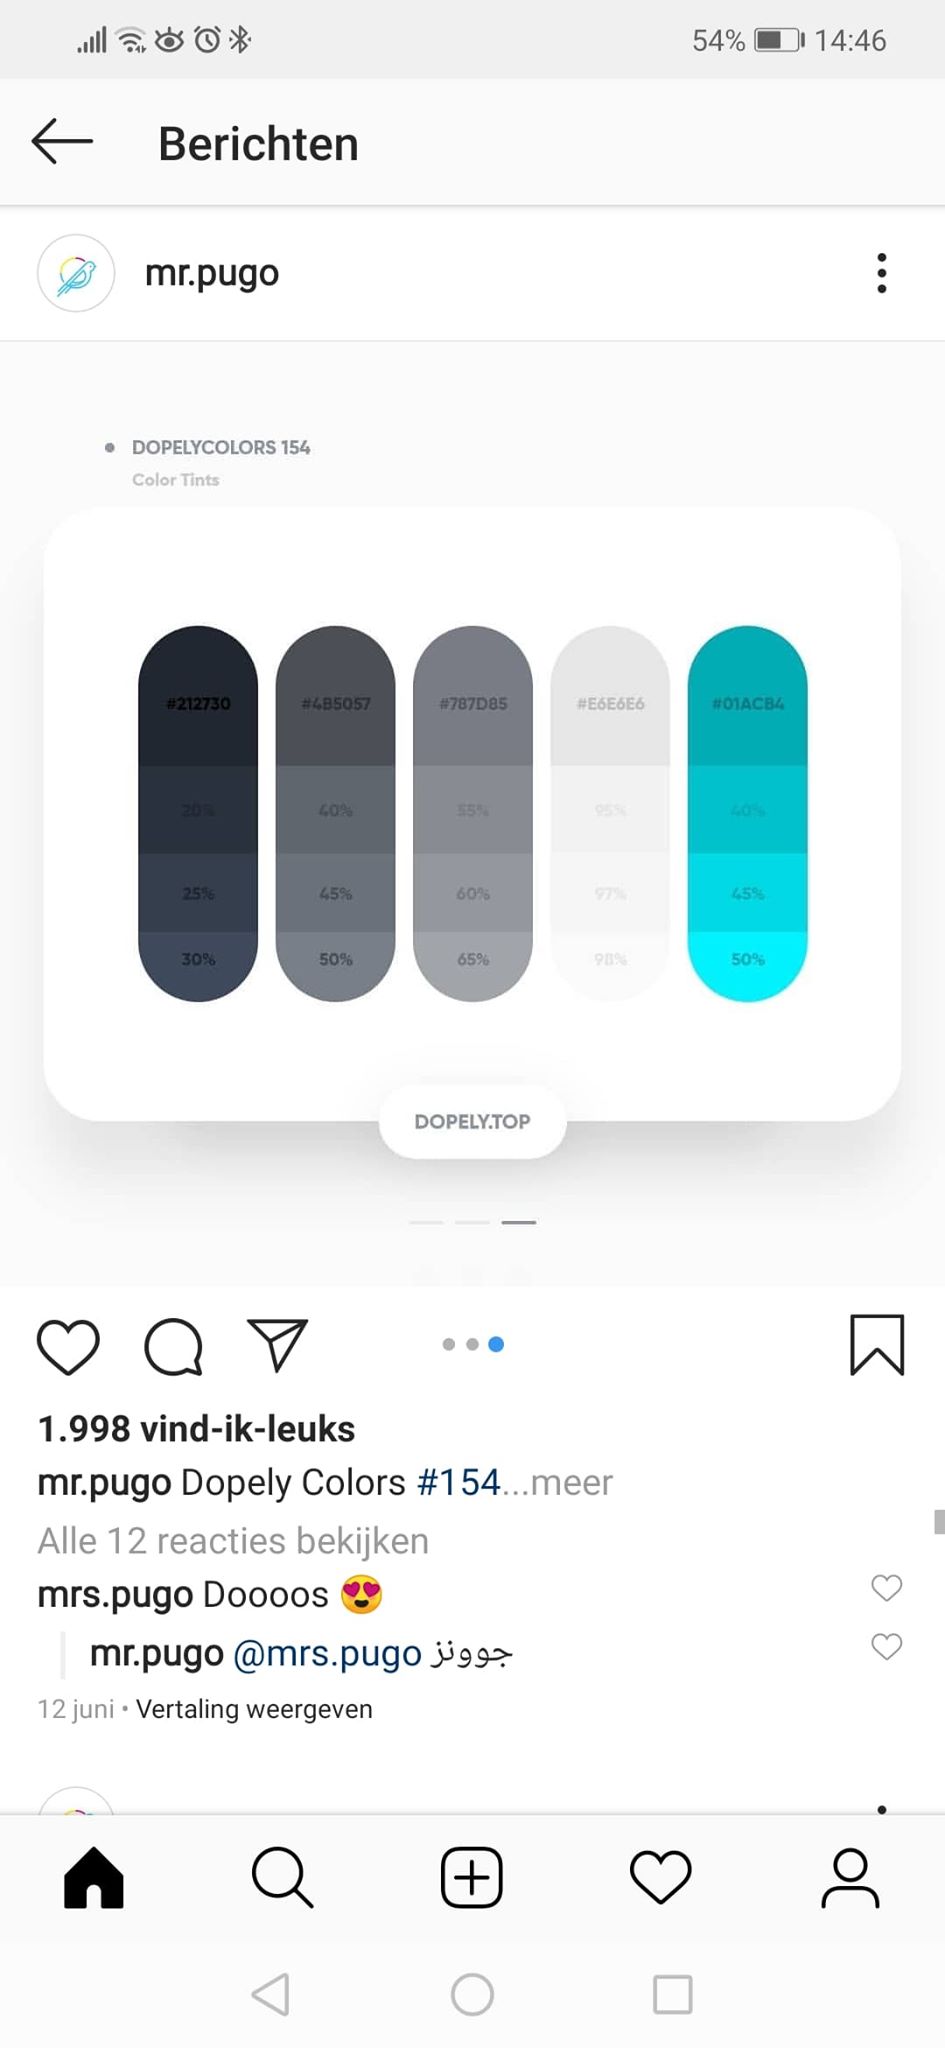 54% 14:46
Berichten
mr.pugo
DOPELYCOLORS 154
Color Tints
#212730 #4B5057 #787D85 #E6E6E6 #01ACB4
20% 40% 55% 95% 40%
25% 45% 60% 97% 45%
30% 50% 65% 98% 50%
DOPELY.TOP
1.998 vind-ik-leuks
mr.pugo Dopely Colors #154...meer
Alle 12 reacties bekijken
mrs.pugo Doooos 😍
mr.pugo @mrs.pugo جوونز
12 juni • Vertaling weergeven